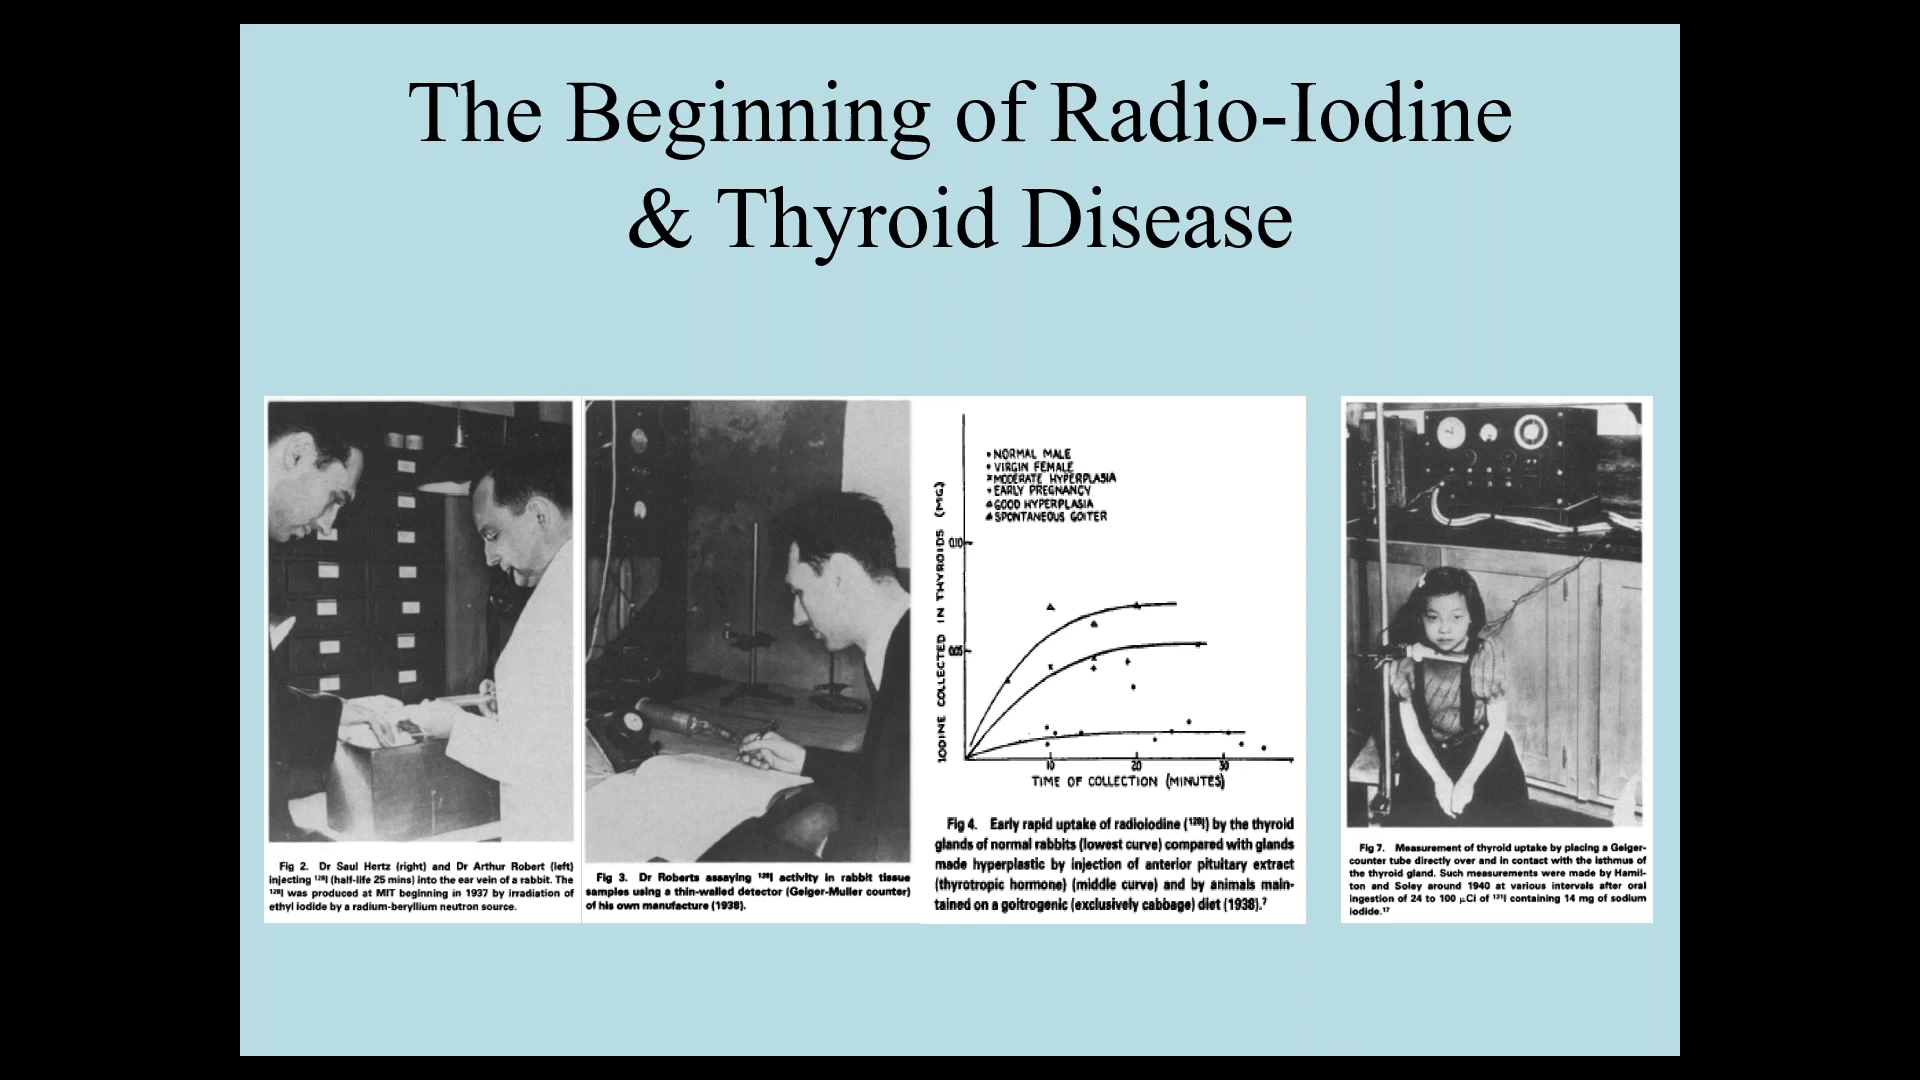 The Beginning of Radio-Iodine
& Thyroid Disease
Fig 2. Dr Saul Hertz (right) and Dr Arthur Robert (left)
injecting ¹²⁸I (half-life 25 mins) into the ear vein of a rabbit. The
¹²⁸I was produced at MIT beginning in 1937 by irradiation of
ethyl iodide by a radium-beryllium neutron source.
Fig 3. Dr Roberts assaying ¹²⁸I activity in rabbit tissue
samples using a thin-walled detector (Geiger-Muller counter)
of his own manufacture (1938).
NORMAL MALE
VIRGIN FEMALE
MODERATE HYPERPLASIA
EARLY PREGNANCY
GOOD HYPERPLASIA
SPONTANEOUS GOITER
IODINE COLLECTED IN THYROIDS (MG)
0.10
0.05
10 20 30
TIME OF COLLECTION (MINUTES)
Fig 4. Early rapid uptake of radioiodine (¹²⁸I) by the thyroid
glands of normal rabbits (lowest curve) compared with glands
made hyperplastic by injection of anterior pituitary extract
(thyrotropic hormone) (middle curve) and by animals main-
tained on a goitrogenic (exclusively cabbage) diet (1938).⁷
Fig 7. Measurement of thyroid uptake by placing a Geiger-
counter tube directly over and in contact with the isthmus of
the thyroid gland. Such measurements were made by Hamil-
ton and Soley around 1940 at various intervals after oral
ingestion of 24 to 100 μCi of ¹³¹I containing 14 mg of sodium
iodide.¹⁷